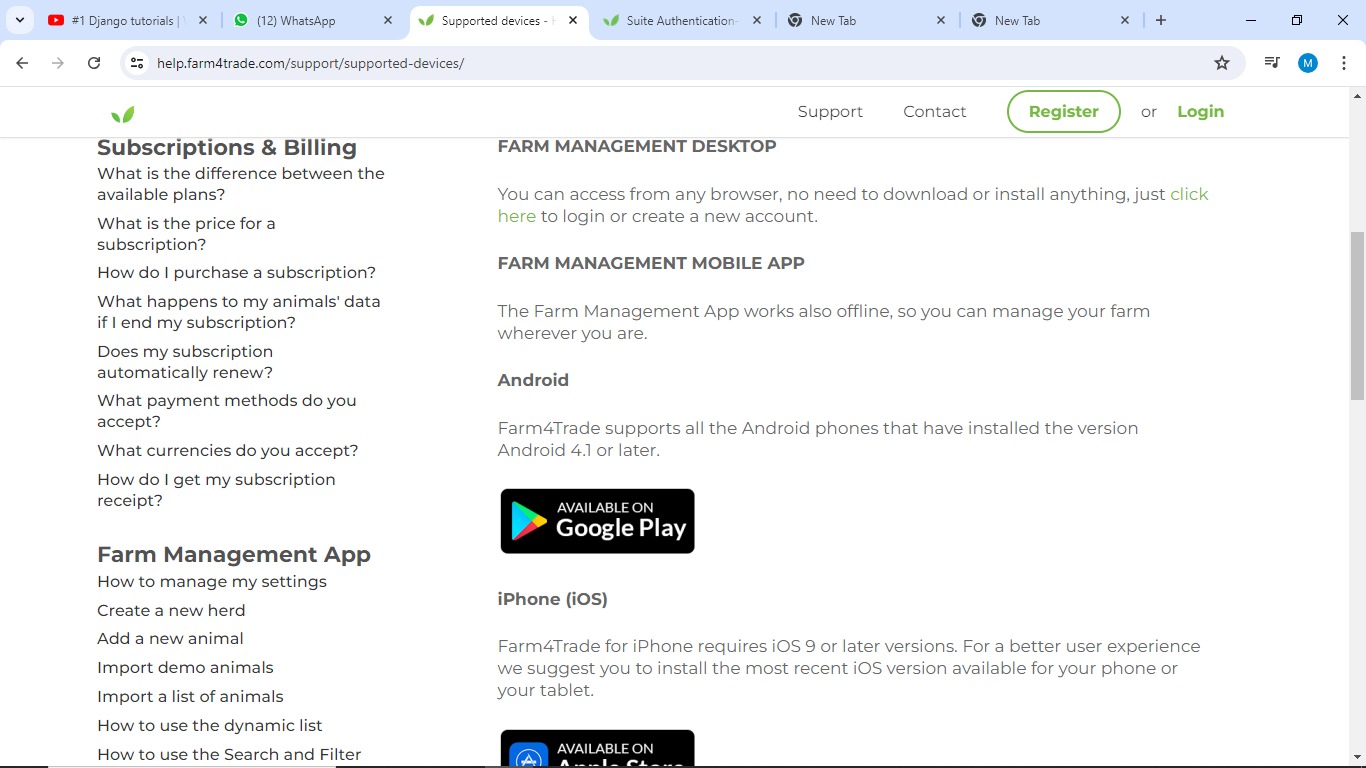 #1 Django tutorials |
(12) WhatsApp
Supported devices -
Suite Authentication-
New Tab
New Tab
help.farm4trade.com/support/supported-devices/
M
Support
Contact
Register
or
Login
Subscriptions & Billing
What is the difference between the
available plans?
What is the price for a
subscription?
How do I purchase a subscription?
What happens to my animals' data
if I end my subscription?
Does my subscription
automatically renew?
What payment methods do you
accept?
What currencies do you accept?
How do I get my subscription
receipt?
Farm Management App
How to manage my settings
Create a new herd
Add a new animal
Import demo animals
Import a list of animals
How to use the dynamic list
How to use the Search and Filter
FARM MANAGEMENT DESKTOP
You can access from any browser, no need to download or install anything, just click
here to login or create a new account.
FARM MANAGEMENT MOBILE APP
The Farm Management App works also offline, so you can manage your farm
wherever you are.
Android
Farm4Trade supports all the Android phones that have installed the version
Android 4.1 or later.
AVAILABLE ON
Google Play
iPhone (iOS)
Farm4Trade for iPhone requires iOS 9 or later versions. For a better user experience
we suggest you to install the most recent iOS version available for your phone or
your tablet.
AVAILABLE ON
Apple Store